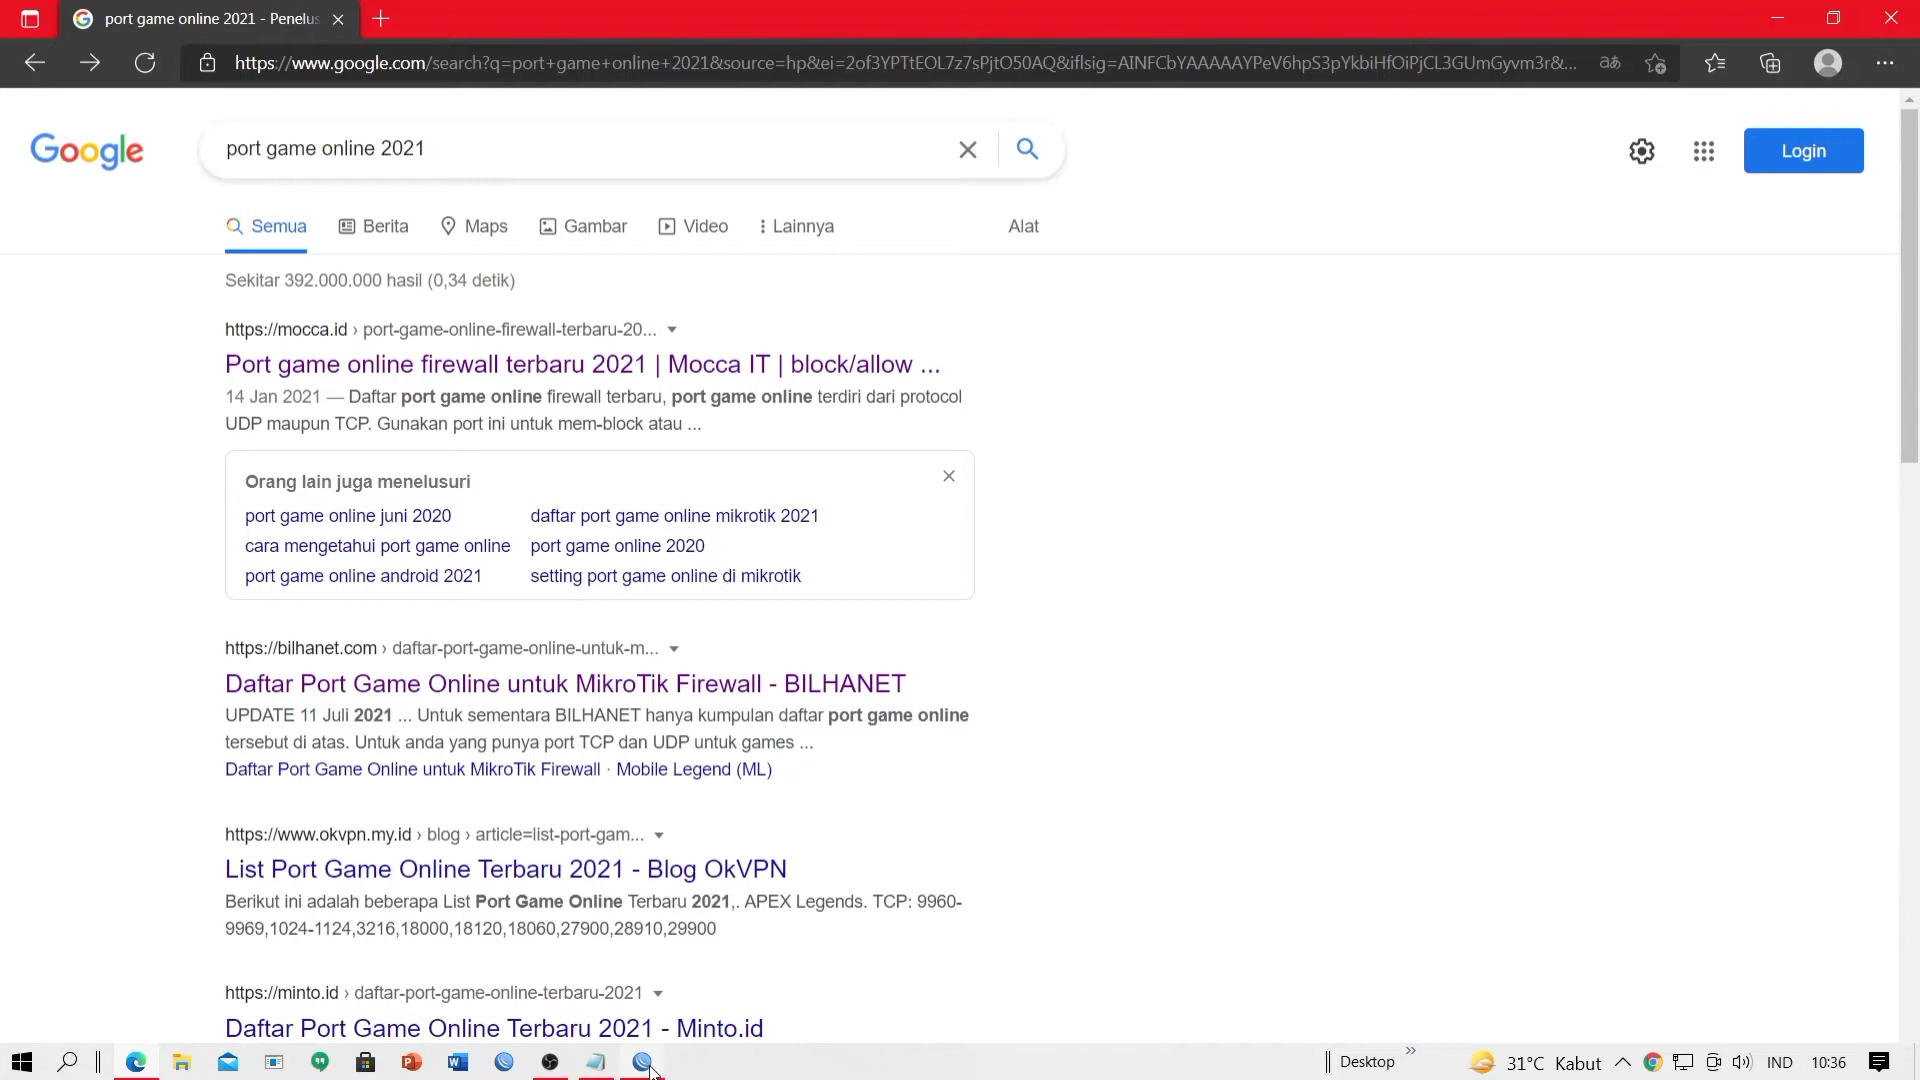 port game online 2021 - Penelus
https://www.google.com/search?q=port+game+online+2021&source=hp&ei=2of3YPTtEOL7z7sPjtO50AQ&iflsig=AINFCbYAAAAAYPeV6hpS3pYkbiHfOiPjCL3GUmGyvm3r&...
Google
port game online 2021
Login
Semua Berita Maps Gambar Video Lainnya Alat
Sekitar 392.000.000 hasil (0,34 detik)
https://mocca.id › port-game-online-firewall-terbaru-20...
Port game online firewall terbaru 2021 | Mocca IT | block/allow ...
14 Jan 2021 — Daftar port game online firewall terbaru, port game online terdiri dari protocol
UDP maupun TCP. Gunakan port ini untuk mem-block atau ...
Orang lain juga menelusuri
port game online juni 2020 daftar port game online mikrotik 2021
cara mengetahui port game online port game online 2020
port game online android 2021 setting port game online di mikrotik
https://bilhanet.com › daftar-port-game-online-untuk-m...
Daftar Port Game Online untuk MikroTik Firewall - BILHANET
UPDATE 11 Juli 2021 ... Untuk sementara BILHANET hanya kumpulan daftar port game online
tersebut di atas. Untuk anda yang punya port TCP dan UDP untuk games ...
Daftar Port Game Online untuk MikroTik Firewall · Mobile Legend (ML)
https://www.okvpn.my.id › blog › article=list-port-gam...
List Port Game Online Terbaru 2021 - Blog OkVPN
Berikut ini adalah beberapa List Port Game Online Terbaru 2021,. APEX Legends. TCP: 9960-
9969,1024-1124,3216,18000,18120,18060,27900,28910,29900
https://minto.id › daftar-port-game-online-terbaru-2021
Daftar Port Game Online Terbaru 2021 - Minto.id
Desktop 31°C Kabut IND 10:36